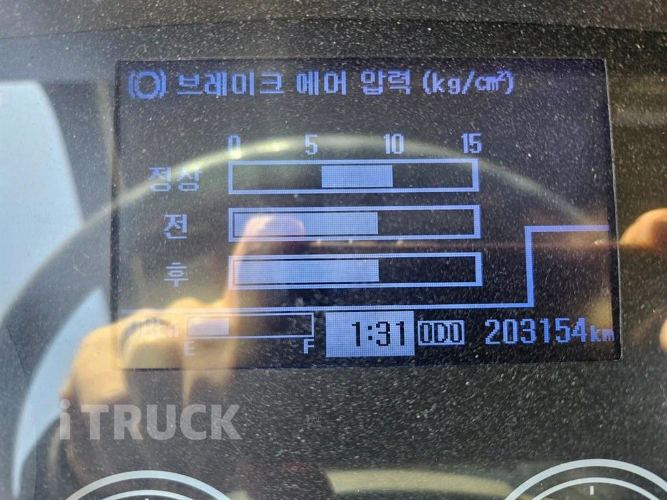 브레이크 에어 압력 (kg/cm²)
0 5 10 15
정상
전
후
E F 1:31 ODO 203154km
iTRUCK